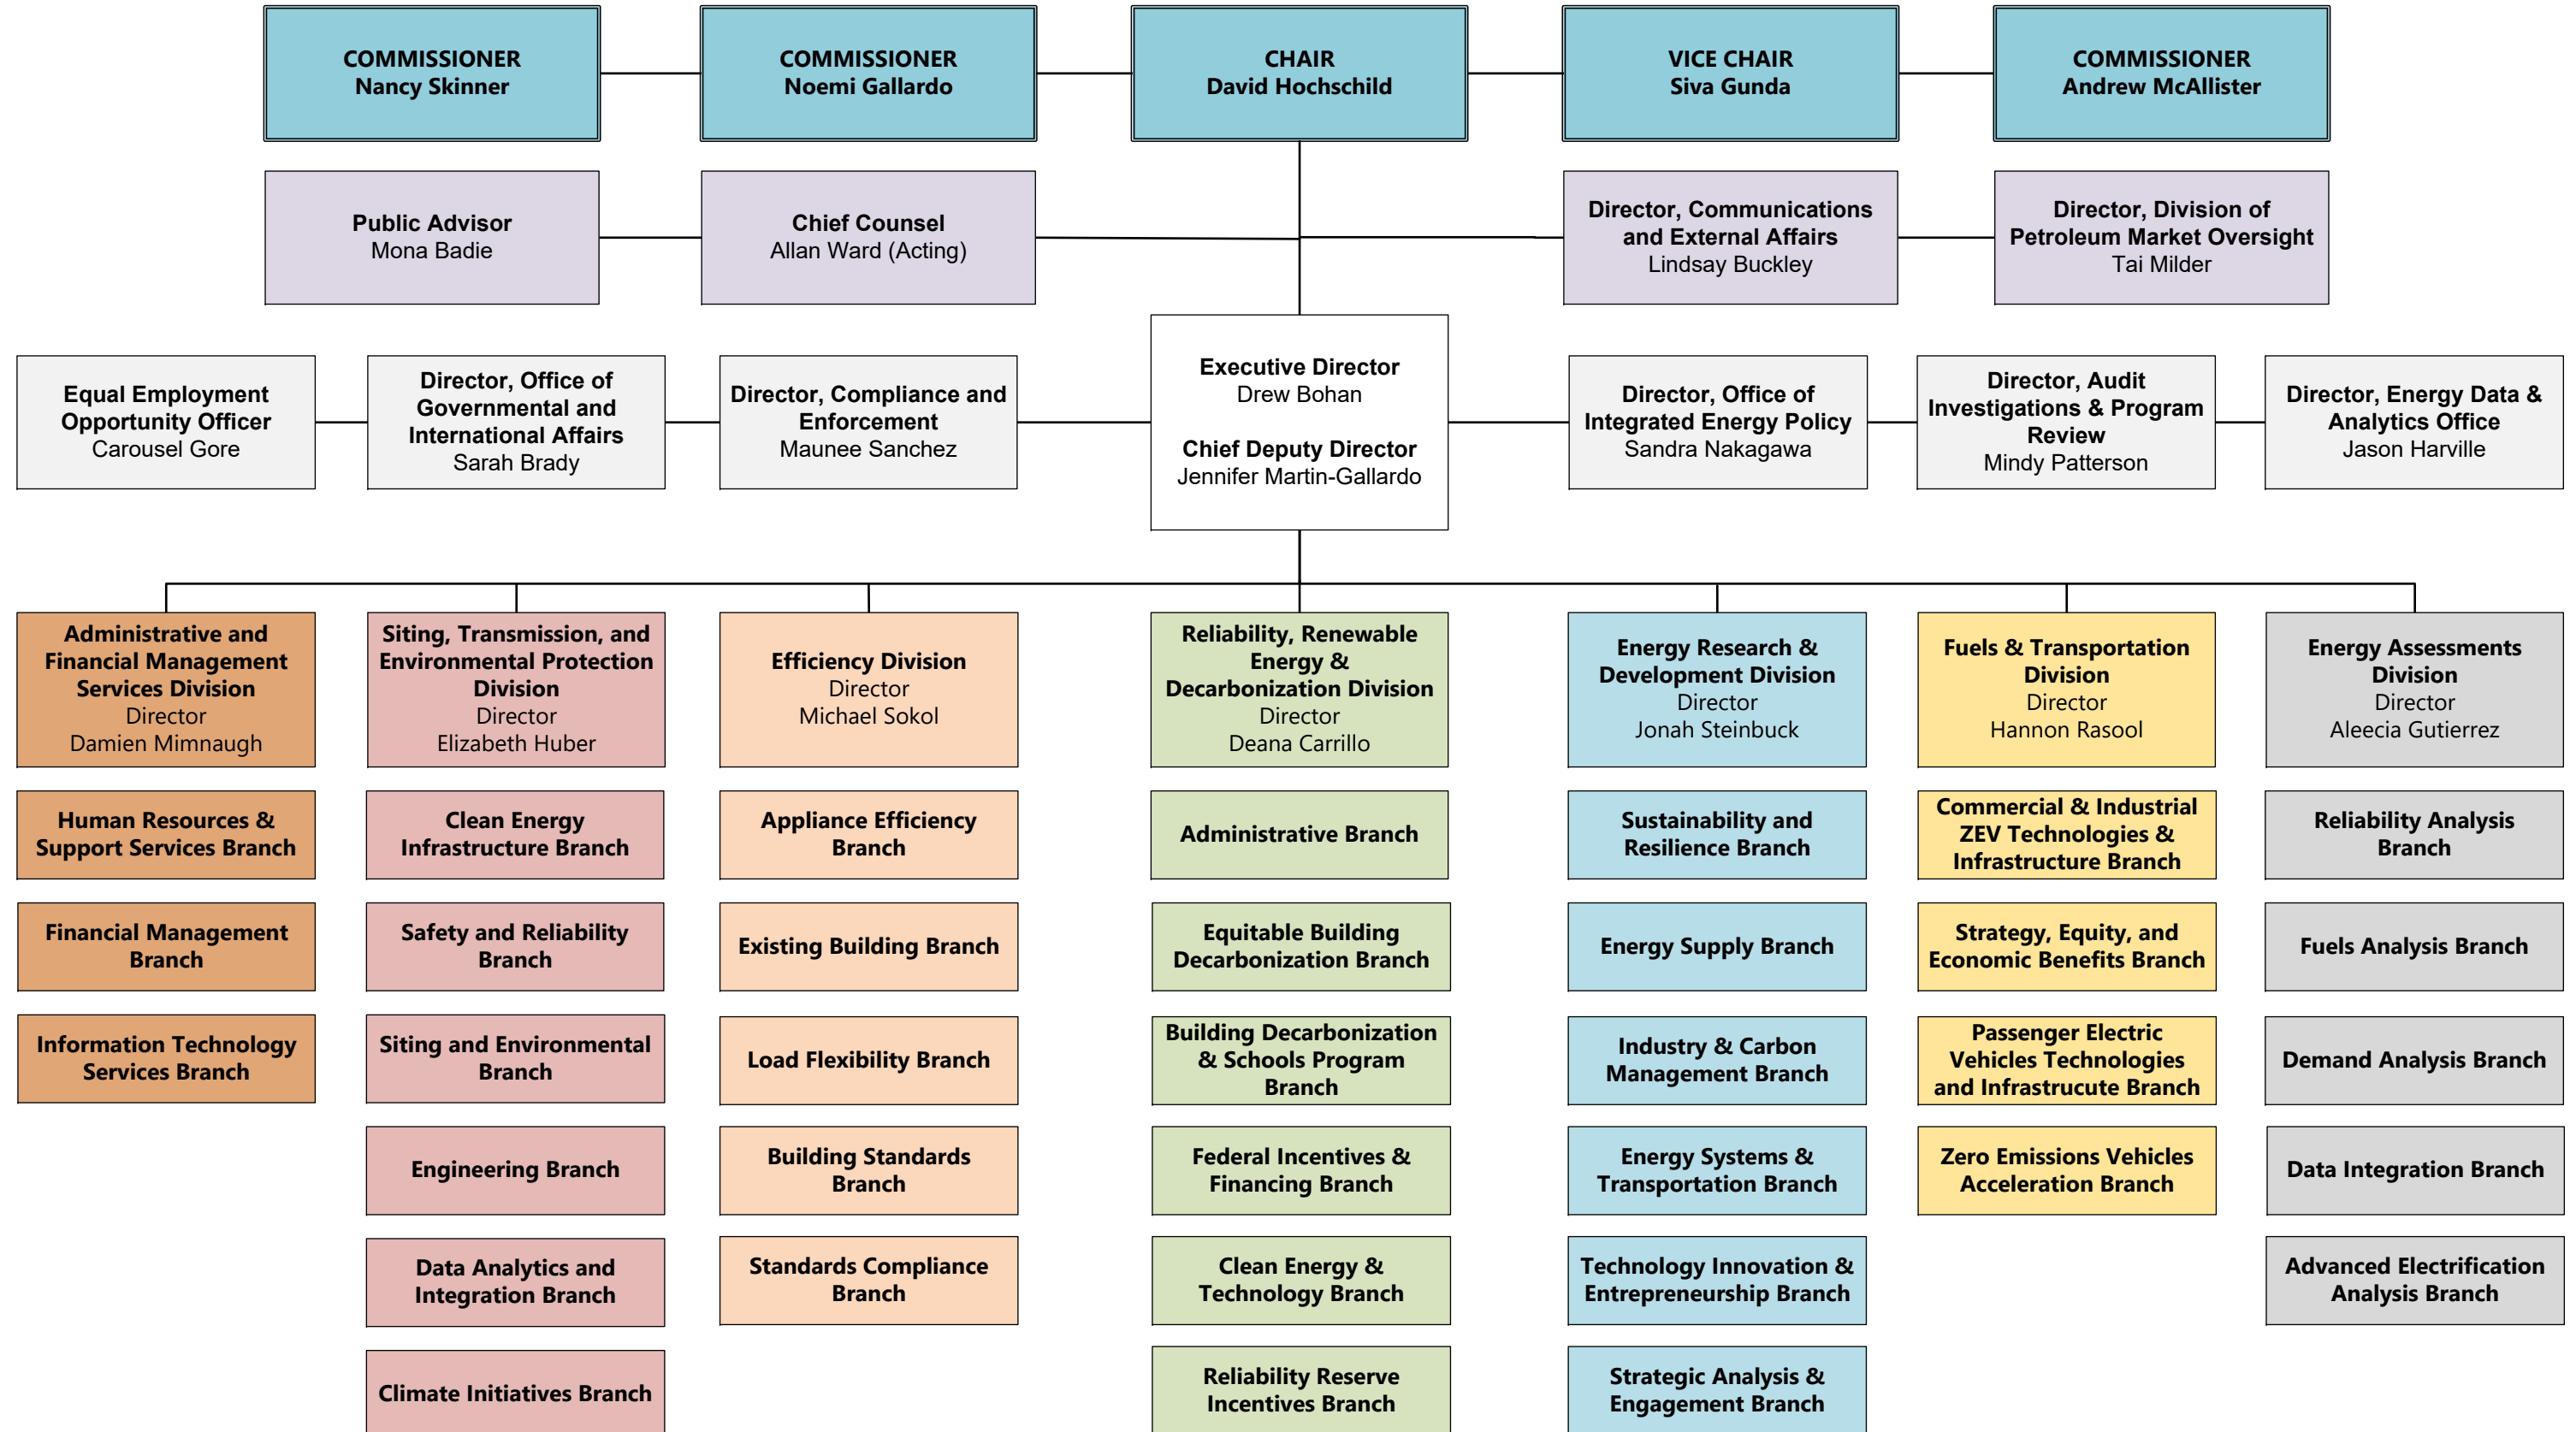 COMMISSIONER
Nancy Skinner
COMMISSIONER
Noemi Gallardo
CHAIR
David Hochschild
VICE CHAIR
Siva Gunda
COMMISSIONER
Andrew McAllister
Public Advisor
Mona Badie
Chief Counsel
Allan Ward (Acting)
Director, Communications
and External Affairs
Lindsay Buckley
Director, Division of
Petroleum Market Oversight
Tai Milder
Equal Employment
Opportunity Officer
Carousel Gore
Director, Office of
Governmental and
International Affairs
Sarah Brady
Director, Compliance and
Enforcement
Maunee Sanchez
Executive Director
Drew Bohan
Chief Deputy Director
Jennifer Martin-Gallardo
Director, Office of
Integrated Energy Policy
Sandra Nakagawa
Director, Audit
Investigations & Program
Review
Mindy Patterson
Director, Energy Data &
Analytics Office
Jason Harville
Administrative and
Financial Management
Services Division
Director
Damien Mimnaugh
Siting, Transmission, and
Environmental Protection
Division
Director
Elizabeth Huber
Efficiency Division
Director
Michael Sokol
Reliability, Renewable
Energy &
Decarbonization Division
Director
Deana Carrillo
Energy Research &
Development Division
Director
Jonah Steinbuck
Fuels & Transportation
Division
Director
Hannon Rasool
Energy Assessments
Division
Director
Aleecia Gutierrez
Human Resources &
Support Services Branch
Clean Energy
Infrastructure Branch
Appliance Efficiency
Branch
Administrative Branch
Sustainability and
Resilience Branch
Commercial & Industrial
ZEV Technologies &
Infrastructure Branch
Reliability Analysis
Branch
Financial Management
Branch
Safety and Reliability
Branch
Existing Building Branch
Equitable Building
Decarbonization Branch
Energy Supply Branch
Strategy, Equity, and
Economic Benefits Branch
Fuels Analysis Branch
Information Technology
Services Branch
Siting and Environmental
Branch
Load Flexibility Branch
Building Decarbonization
& Schools Program
Branch
Industry & Carbon
Management Branch
Passenger Electric
Vehicles Technologies
and Infrastrucute Branch
Demand Analysis Branch
Engineering Branch
Building Standards
Branch
Federal Incentives &
Financing Branch
Energy Systems &
Transportation Branch
Zero Emissions Vehicles
Acceleration Branch
Data Integration Branch
Data Analytics and
Integration Branch
Standards Compliance
Branch
Clean Energy &
Technology Branch
Technology Innovation &
Entrepreneurship Branch
Advanced Electrification
Analysis Branch
Climate Initiatives Branch
Reliability Reserve
Incentives Branch
Strategic Analysis &
Engagement Branch